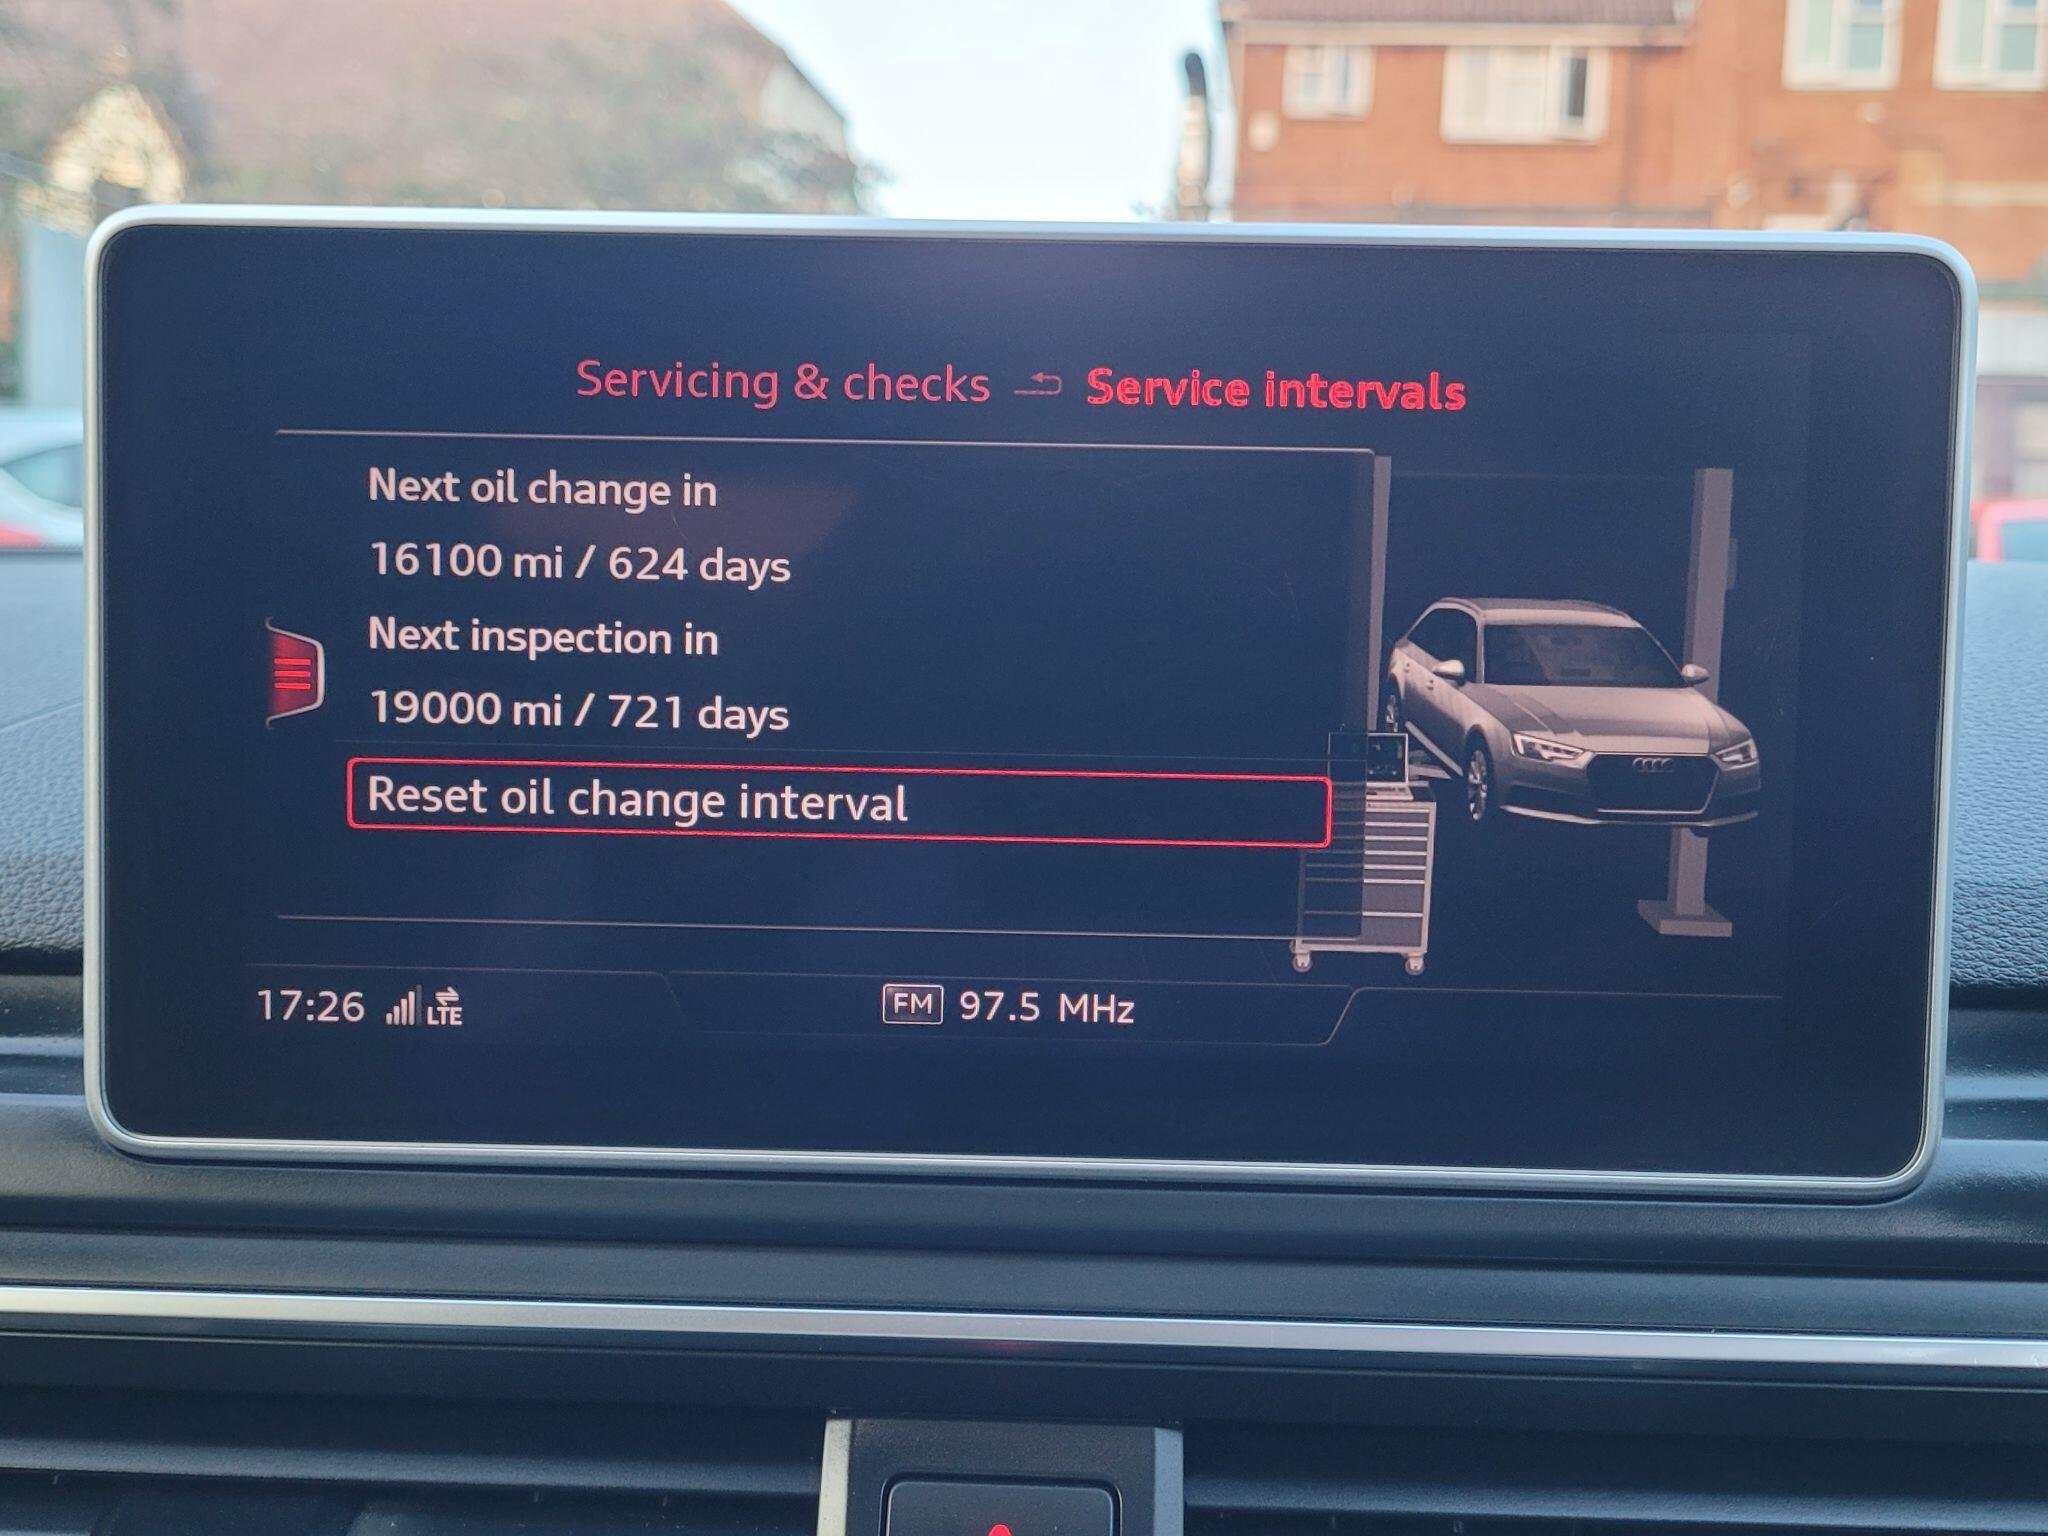 Servicing & checks Service intervals
Next oil change in
16100 mi / 624 days
Next inspection in
19000 mi / 721 days
Reset oil change interval
17:26 LTE FM 97.5 MHz